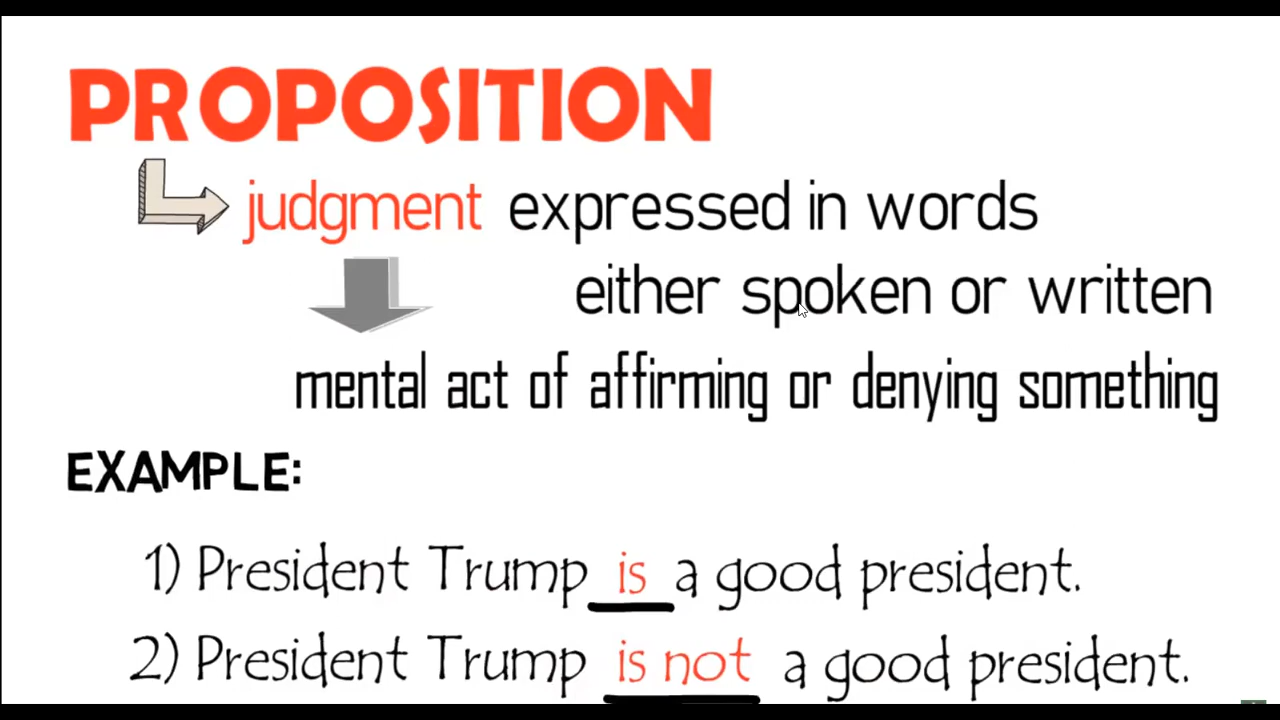 PROPOSITION
judgment expressed in words
either spoken or written
mental act of affirming or denying something
EXAMPLE:
1) President Trump is a good president.
2) President Trump is not a good president.